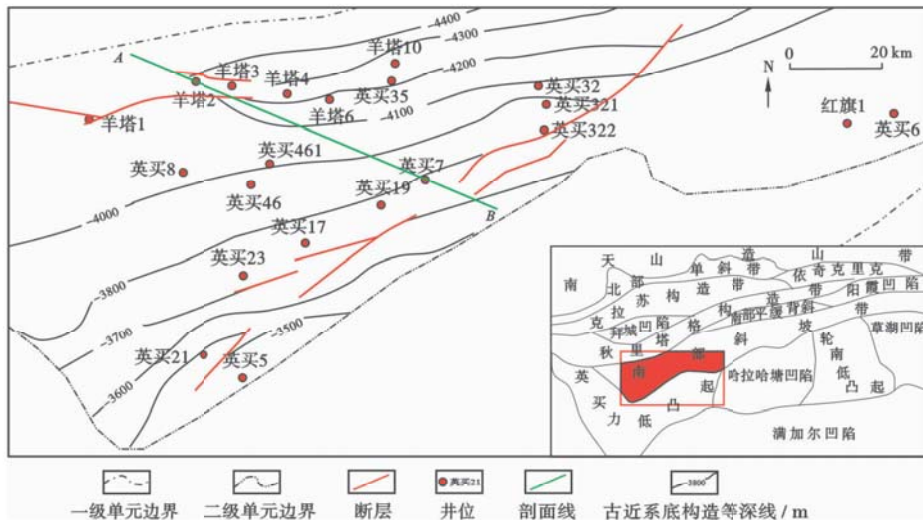 -4400
-4300
-4200
-4100
-4000
-3800
-3700
-3600
-3500
A
B
羊塔10
羊塔3
羊塔4
羊塔2
羊塔6
英买35
羊塔1
英买32
英买321
英买322
英买461
英买8
英买46
英买7
英买19
英买17
英买23
英买21
英买5
红旗1
英买6
0 20 km
N
南天山造山带
北部单斜带
克拉苏构造带
依奇克里克构造带
拜城凹陷
阳霞凹陷
秋里塔格构造带
南部平缓背斜带
南部斜坡带
草湖凹陷
英买力低凸起
哈拉哈塘凹陷
轮南低凸起
满加尔凹陷
英买21
-3800
一级单元边界 二级单元边界 断层 井位 剖面线 古近系底构造等深线 / m